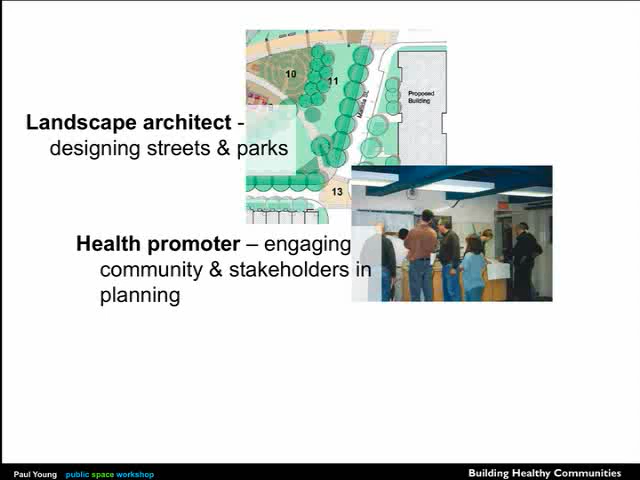 10
11
Proposed
Building
Landscape architect -
designing streets & parks
13
Health promoter – engaging
community & stakeholders in
planning
Paul Young public space workshop
Building Healthy Communities